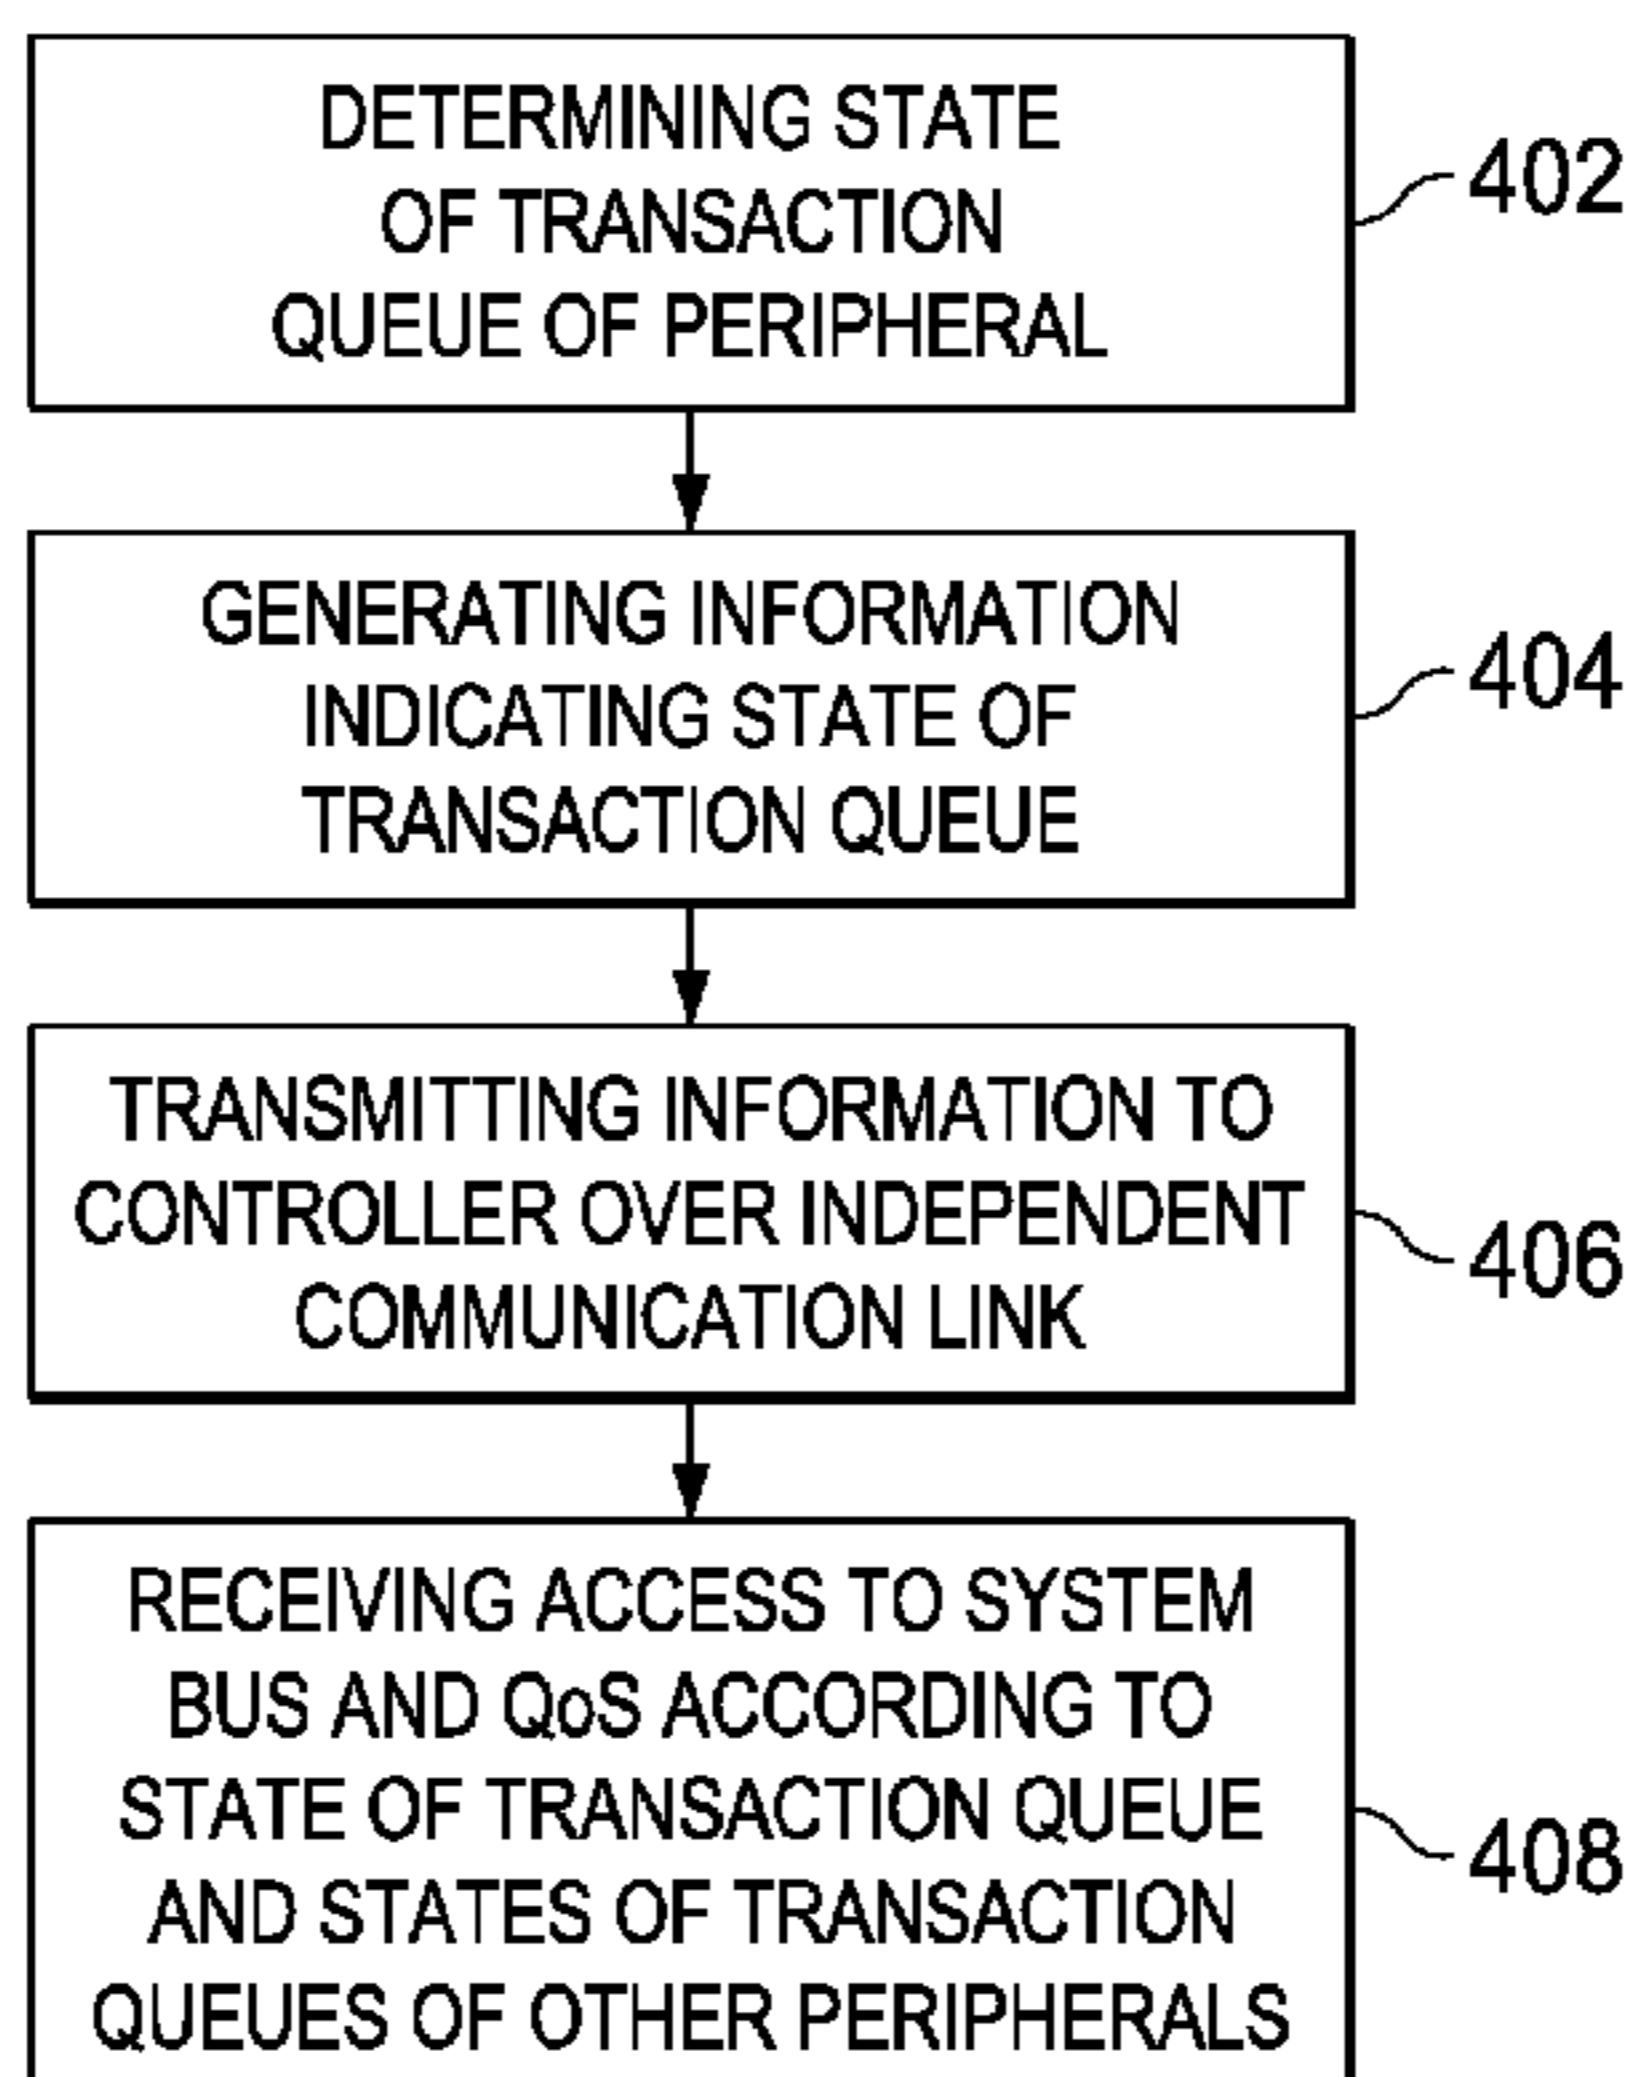 DETERMINING STATE
OF TRANSACTION
QUEUE OF PERIPHERAL
402
GENERATING INFORMATION
INDICATING STATE OF
TRANSACTION QUEUE
404
TRANSMITTING INFORMATION TO
CONTROLLER OVER INDEPENDENT
COMMUNICATION LINK
406
RECEIVING ACCESS TO SYSTEM
BUS AND QoS ACCORDING TO
STATE OF TRANSACTION QUEUE
AND STATES OF TRANSACTION
QUEUES OF OTHER PERIPHERALS
408